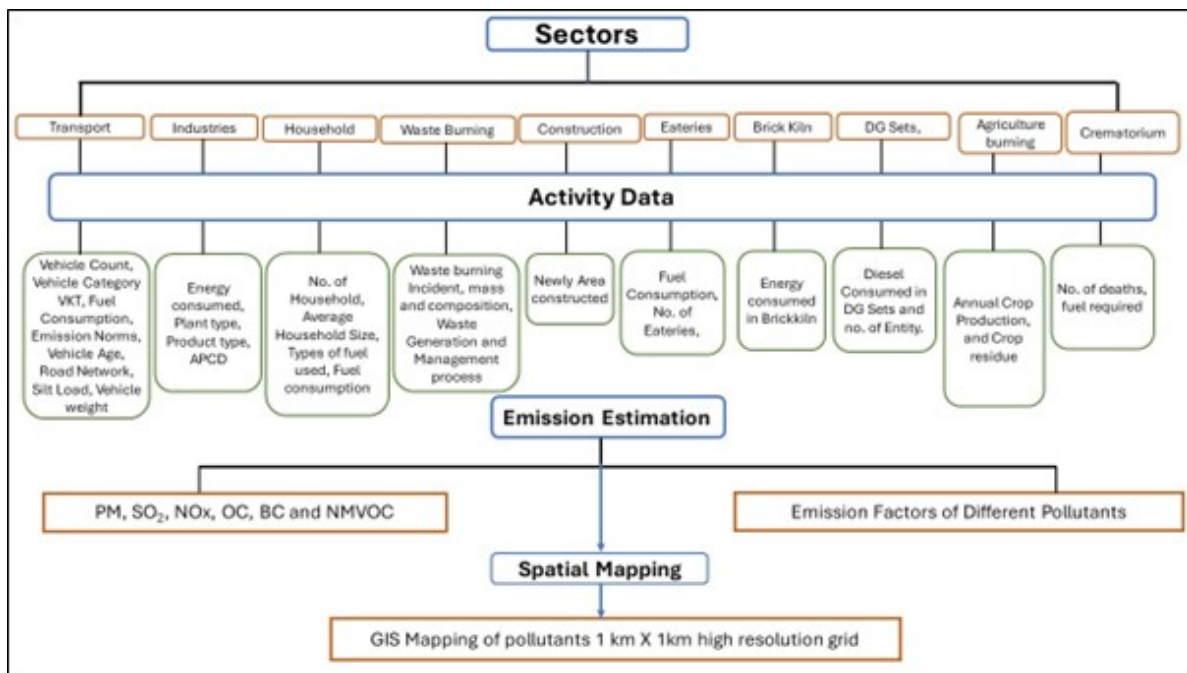 Sectors
Transport
Industries
Household
Waste Burning
Construction
Eateries
Brick Kiln
DG Sets,
Agriculture
burning
Crematorium
Activity Data
Vehicle Count,
Vehicle Category
VKT, Fuel
Consumption,
Emission Norms,
Vehicle Age,
Road Network,
Silt Load, Vehicle
weight
Energy
consumed,
Plant type,
Product type,
APCD
No. of
Household,
Average
Household Size,
Types of fuel
used, Fuel
consumption
Waste burning
Incident, mass
and composition,
Waste
Generation and
Management
process
Newly Area
constructed
Fuel
Consumption,
No. of
Eateries,
Energy
consumed
in Brickkiln
Diesel
Consumed in
DG Sets and
no. of Entity.
Annual Crop
Production,
and Crop
residue
No. of deaths,
fuel required
Emission Estimation
PM, SO₂, NOx, OC, BC and NMVOC
Emission Factors of Different Pollutants
Spatial Mapping
GIS Mapping of pollutants 1 km X 1km high resolution grid